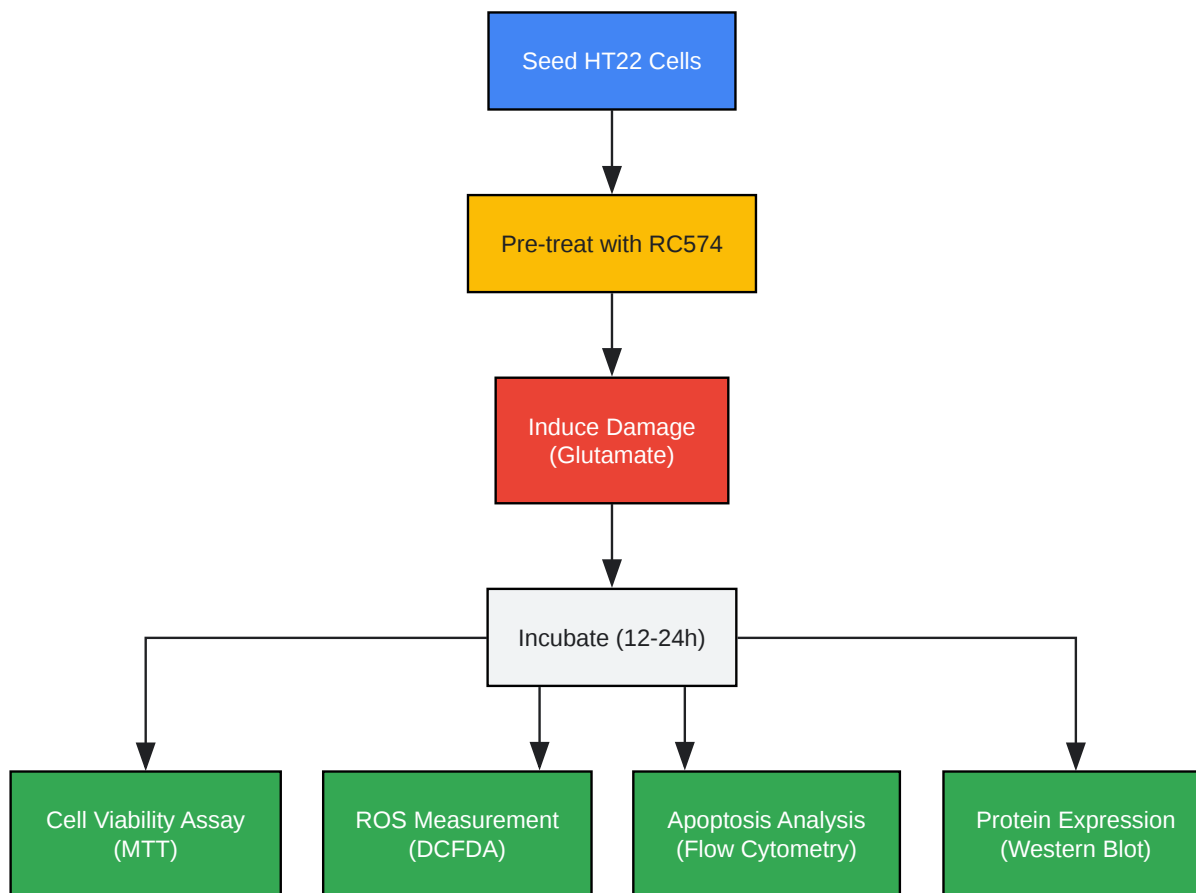 Seed HT22 Cells
Pre-treat with RC574
Induce Damage
(Glutamate)
Incubate (12-24h)
Cell Viability Assay
(MTT)
ROS Measurement
(DCFDA)
Apoptosis Analysis
(Flow Cytometry)
Protein Expression
(Western Blot)